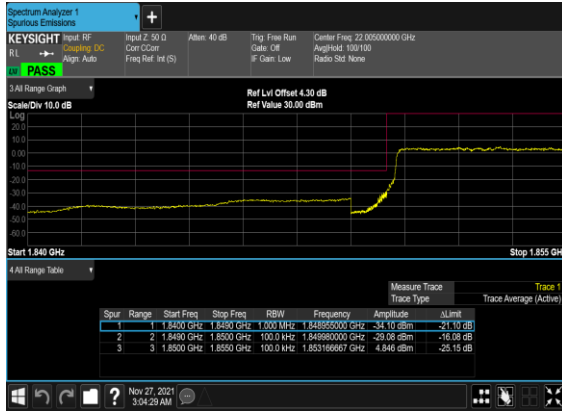 Spectrum Analyzer 1
Spurious Emissions
KEYSIGHT Input: RF Input Z: 50 Ω Atten: 40 dB Trig: Free Run Center Freq: 22.005000000 GHz
RL Coupling: DC Corr CCorr Gate: Off Avg|Hold: 100/100
Align: Auto Freq Ref: Int (S) IF Gain: Low Radio Std: None
PASS
3 All Range Graph Ref Lvl Offset 4.30 dB
Scale/Div 10.0 dB Ref Value 30.00 dBm
Log
20.0
10.0
0.00
-10.0
-20.0
-30.0
-40.0
-50.0
-60.0
Start 1.840 GHz Stop 1.855 GH
4 All Range Table
Measure Trace Trace 1
Trace Type Trace Average (Active)
Spur Range Start Freq Stop Freq RBW Frequency Amplitude ΔLimit
1 1 1.8400 GHz 1.8490 GHz 1.000 MHz 1.848955000 GHz -34.10 dBm -21.10 dB
2 2 1.8490 GHz 1.8500 GHz 100.0 kHz 1.849980000 GHz -29.08 dBm -16.08 dB
3 3 1.8500 GHz 1.8550 GHz 100.0 kHz 1.853166667 GHz 4.846 dBm -25.15 dB
? Nov 27, 2021
3:04:29 AM